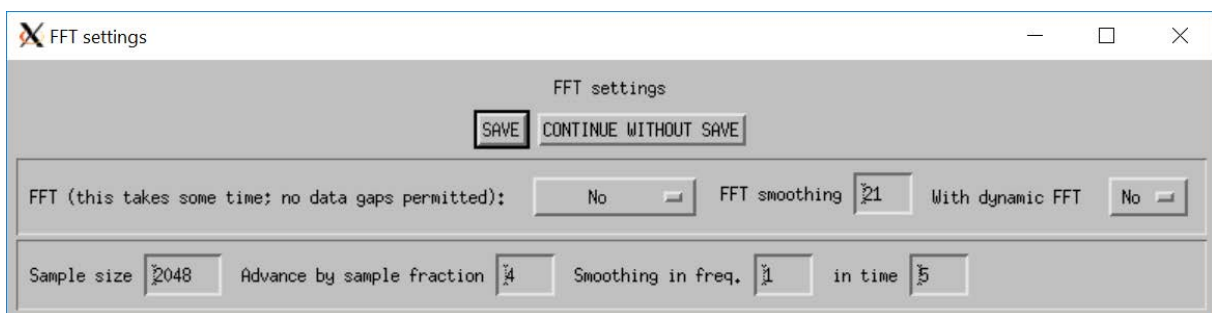 FFT settings
FFT settings
SAVE CONTINUE WITHOUT SAVE
FFT (this takes some time; no data gaps permitted): No FFT smoothing 21 With dynamic FFT No
Sample size 2048 Advance by sample fraction 4 Smoothing in freq. 1 in time 5